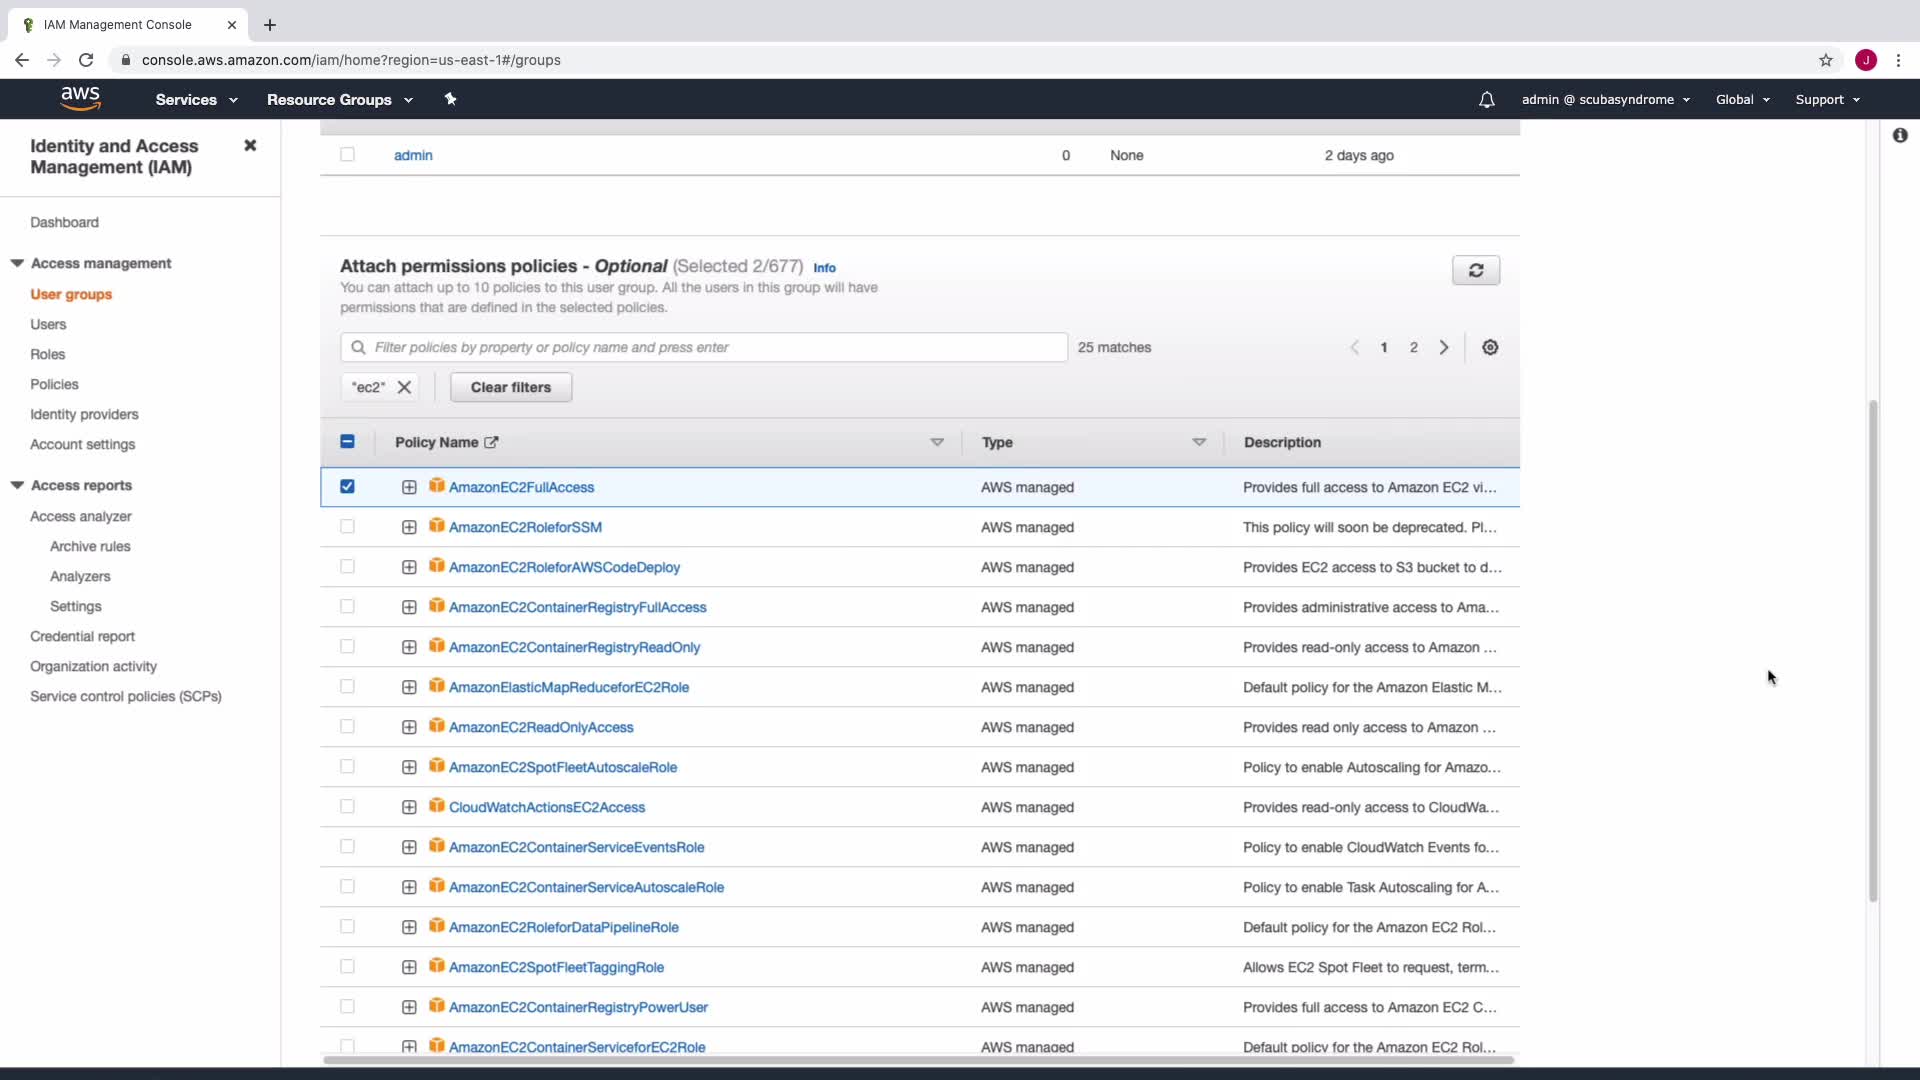 IAM Management Console
console.aws.amazon.com/iam/home?region=us-east-1#/groups
J
aws
Services
Resource Groups
admin @ scubasyndrome
Global
Support
Identity and Access
Management (IAM)
Dashboard
Access management
User groups
Users
Roles
Policies
Identity providers
Account settings
Access reports
Access analyzer
Archive rules
Analyzers
Settings
Credential report
Organization activity
Service control policies (SCPs)
admin 0 None 2 days ago
Attach permissions policies - Optional (Selected 2/677) Info
You can attach up to 10 policies to this user group. All the users in this group will have
permissions that are defined in the selected policies.
Filter policies by property or policy name and press enter
25 matches
1 2
"ec2"
Clear filters
Policy Name Type Description
AmazonEC2FullAccess AWS managed Provides full access to Amazon EC2 vi...
AmazonEC2RoleforSSM AWS managed This policy will soon be deprecated. Pl...
AmazonEC2RoleforAWSCodeDeploy AWS managed Provides EC2 access to S3 bucket to d...
AmazonEC2ContainerRegistryFullAccess AWS managed Provides administrative access to Ama...
AmazonEC2ContainerRegistryReadOnly AWS managed Provides read-only access to Amazon ...
AmazonElasticMapReduceforEC2Role AWS managed Default policy for the Amazon Elastic M...
AmazonEC2ReadOnlyAccess AWS managed Provides read only access to Amazon ...
AmazonEC2SpotFleetAutoscaleRole AWS managed Policy to enable Autoscaling for Amazo...
CloudWatchActionsEC2Access AWS managed Provides read-only access to CloudWa...
AmazonEC2ContainerServiceEventsRole AWS managed Policy to enable CloudWatch Events fo...
AmazonEC2ContainerServiceAutoscaleRole AWS managed Policy to enable Task Autoscaling for A...
AmazonEC2RoleforDataPipelineRole AWS managed Default policy for the Amazon EC2 Rol...
AmazonEC2SpotFleetTaggingRole AWS managed Allows EC2 Spot Fleet to request, term...
AmazonEC2ContainerRegistryPowerUser AWS managed Provides full access to Amazon EC2 C...
AmazonEC2ContainerServiceforEC2Role AWS managed Default policy for the Amazon EC2 Rol...